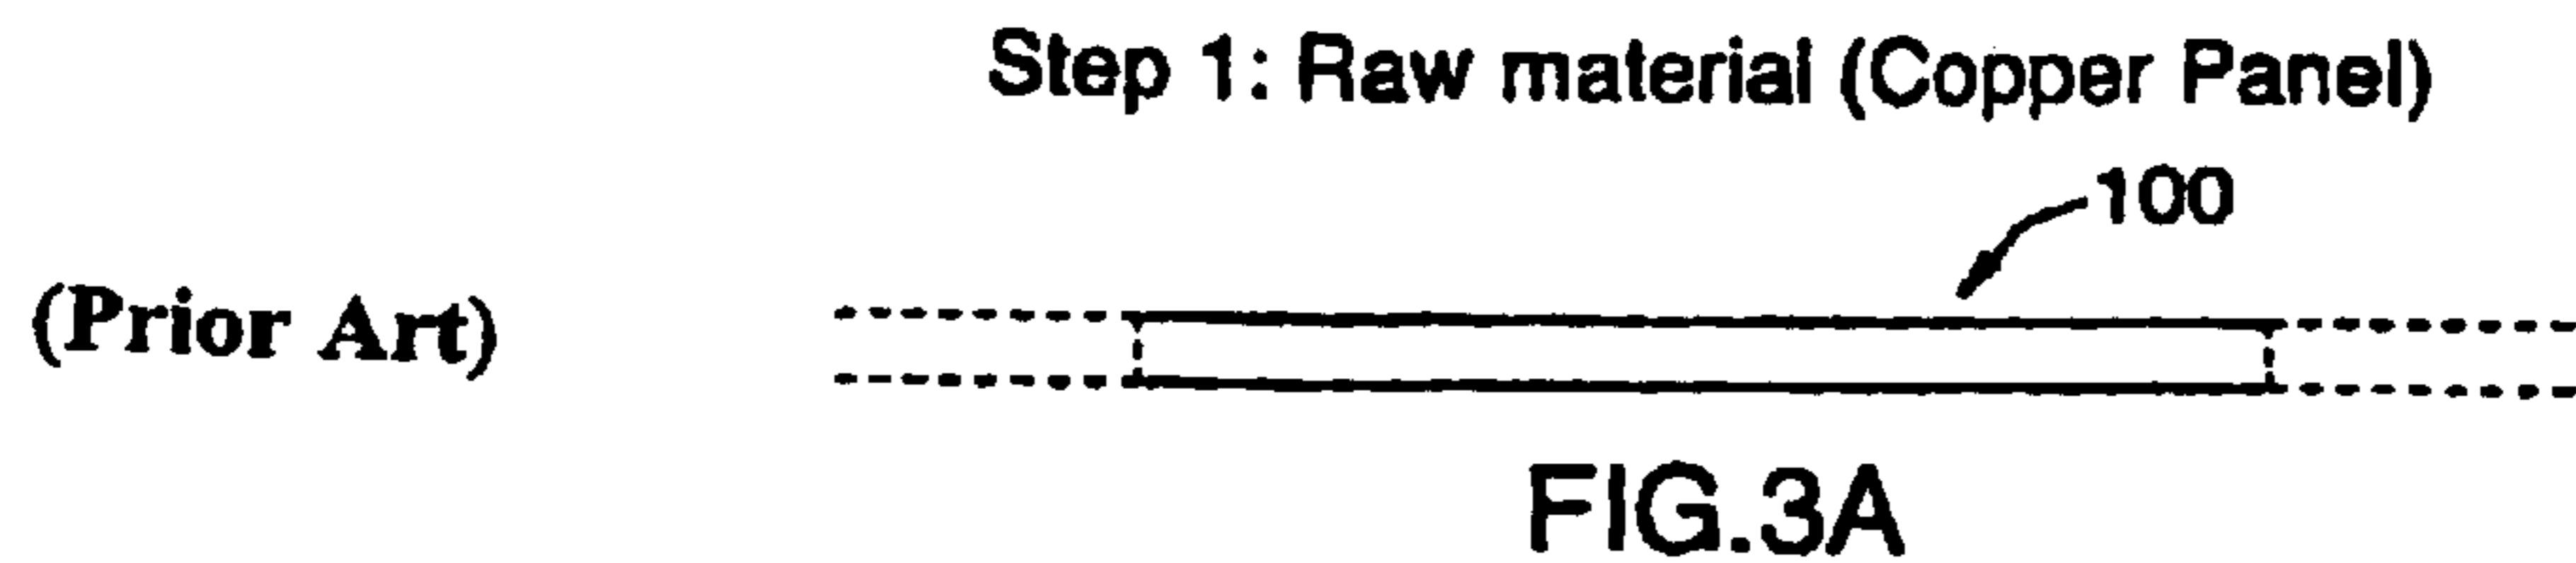 Step 1: Raw material (Copper Panel)
100
(Prior Art)
FIG.3A